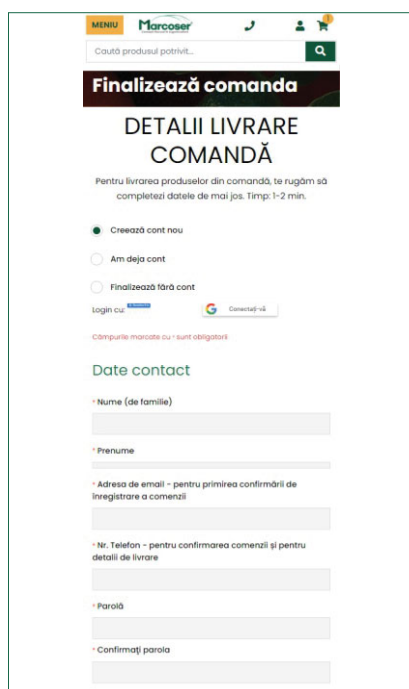 MENIU
Marcoser
1
Caută produsul potrivit...
Finalizează comanda
DETALII LIVRARE
COMANDĂ
Pentru livrarea produselor din comandă, te rugăm să
completezi datele de mai jos. Timp: 1-2 min.
Creează cont nou
Am deja cont
Finalizează fără cont
Login cu:
G Conectați-vă
Câmpurile marcate cu * sunt obligatorii
Date contact
* Nume (de familie)
* Prenume
* Adresa de email - pentru primirea confirmării de
înregistrare a comenzii
* Nr. Telefon - pentru confirmarea comenzii și pentru
detalii de livrare
* Parolă
* Confirmați parola